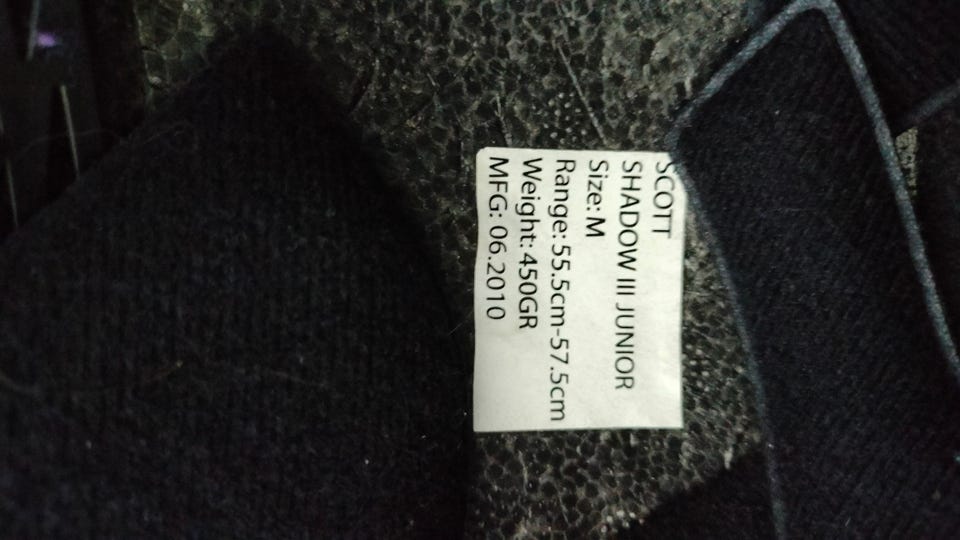 SCOTT
SHADOW III JUNIOR
Size: M
Range: 55.5cm-57.5cm
Weight: 450GR
MFG: 06.2010